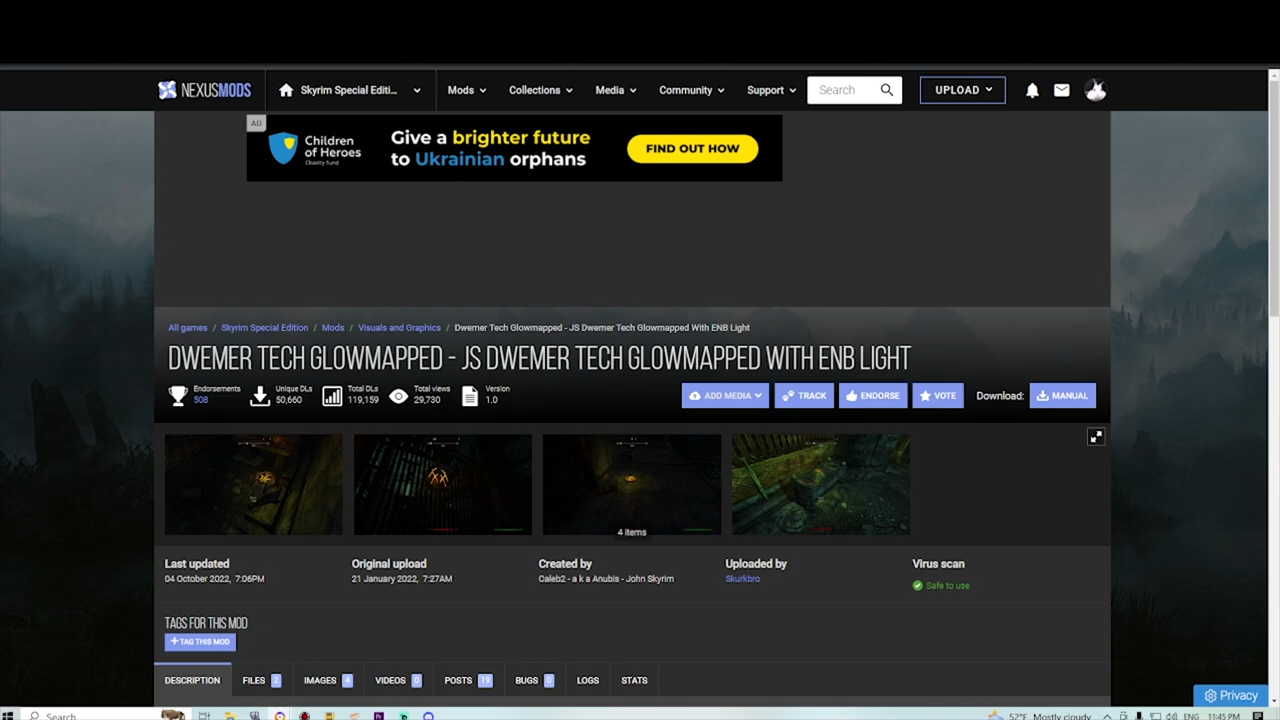 NEXUSMODS
Skyrim Special Editi...
Mods
Collections
Media
Community
Support
Search
UPLOAD
AD
Children of Heroes
Charity fund
Give a brighter future
to Ukrainian orphans
FIND OUT HOW
All games / Skyrim Special Edition / Mods / Visuals and Graphics / Dwemer Tech Glowmapped - JS Dwemer Tech Glowmapped With ENB Light
DWEMER TECH GLOWMAPPED - JS DWEMER TECH GLOWMAPPED WITH ENB LIGHT
Endorsements
508
Unique DLs
50,660
Total DLs
119,159
Total views
29,730
Version
1.0
ADD MEDIA
TRACK
ENDORSE
VOTE
Download:
MANUAL
4 items
Last updated
04 October 2022, 7:06PM
Original upload
21 January 2022, 7:27AM
Created by
Caleb2 - a k a Anubis - John Skyrim
Uploaded by
Skurkbro
Virus scan
Safe to use
TAGS FOR THIS MOD
+ TAG THIS MOD
DESCRIPTION
FILES 2
IMAGES 4
VIDEOS 0
POSTS 19
BUGS 0
LOGS
STATS
Privacy
Search
52°F Mostly cloudy
ENG
11:45 PM